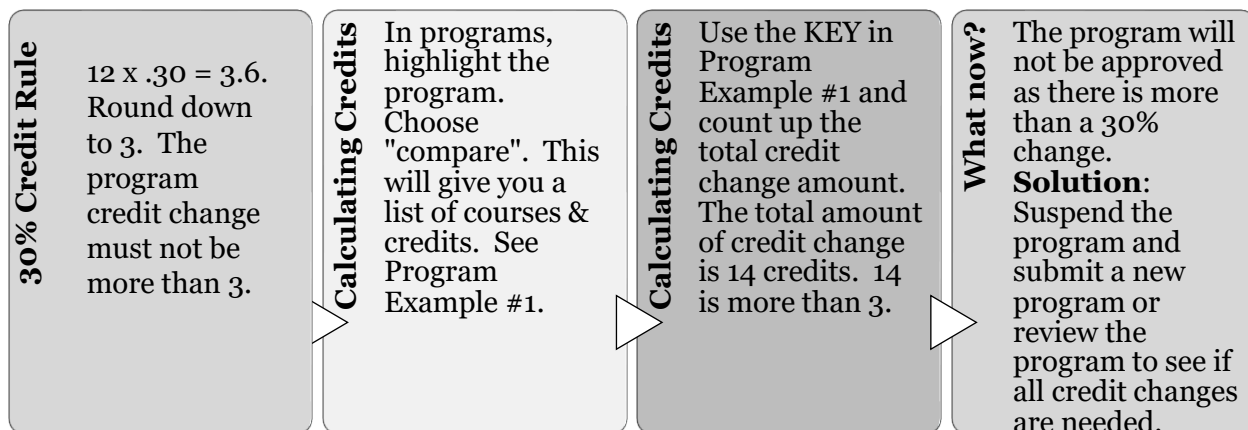 30% Credit Rule
12 x .30 = 3.6.
Round down
to 3.  The
program
credit change
must not be
more than 3.
Calculating Credits
In programs,
highlight the
program.
Choose
"compare".  This
will give you a
list of courses &
credits.  See
Program
Example #1.
Calculating Credits
Use the KEY in
Program
Example #1 and
count up the
total credit
change amount.
The total amount
of credit change
is 14 credits.  14
is more than 3.
What now?
The program will
not be approved
as there is more
than a 30%
change.
Solution:
Suspend the
program and
submit a new
program or
review the
program to see if
all credit changes
are needed.